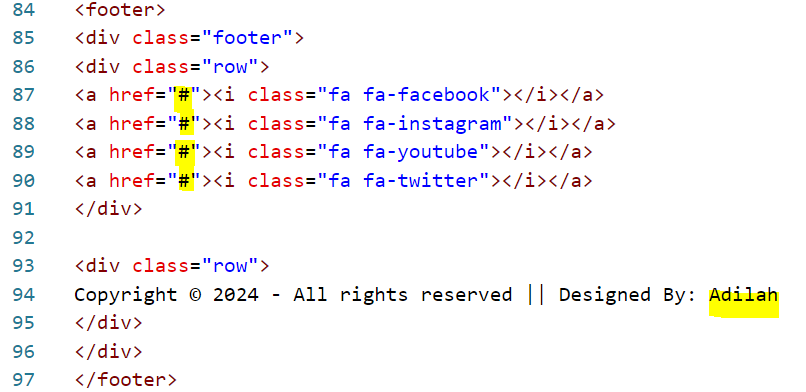 84 <footer>
85 <div class="footer">
86 <div class="row">
87 <a href="#"><i class="fa fa-facebook"></i></a>
88 <a href="#"><i class="fa fa-instagram"></i></a>
89 <a href="#"><i class="fa fa-youtube"></i></a>
90 <a href="#"><i class="fa fa-twitter"></i></a>
91 </div>
92
93 <div class="row">
94 Copyright © 2024 - All rights reserved || Designed By: Adilah
95 </div>
96 </div>
97 </footer>